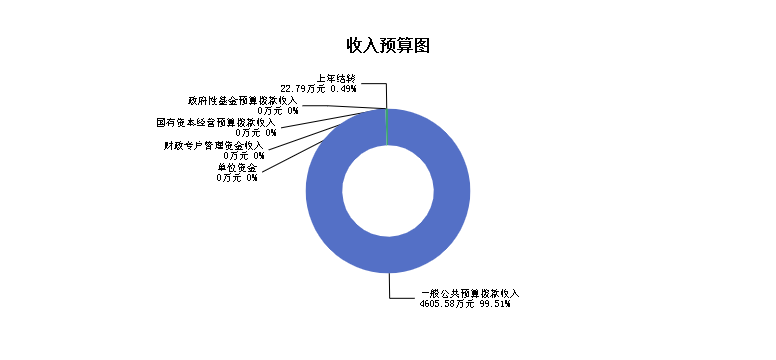 收入预算图
上年结转
22.79万元 0.49%
政府性基金预算拨款收入
0万元 0%
国有资本经营预算拨款收入
0万元 0%
财政专户管理资金收入
0万元 0%
单位资金
0万元 0%
一般公共预算拨款收入
4605.58万元 99.51%